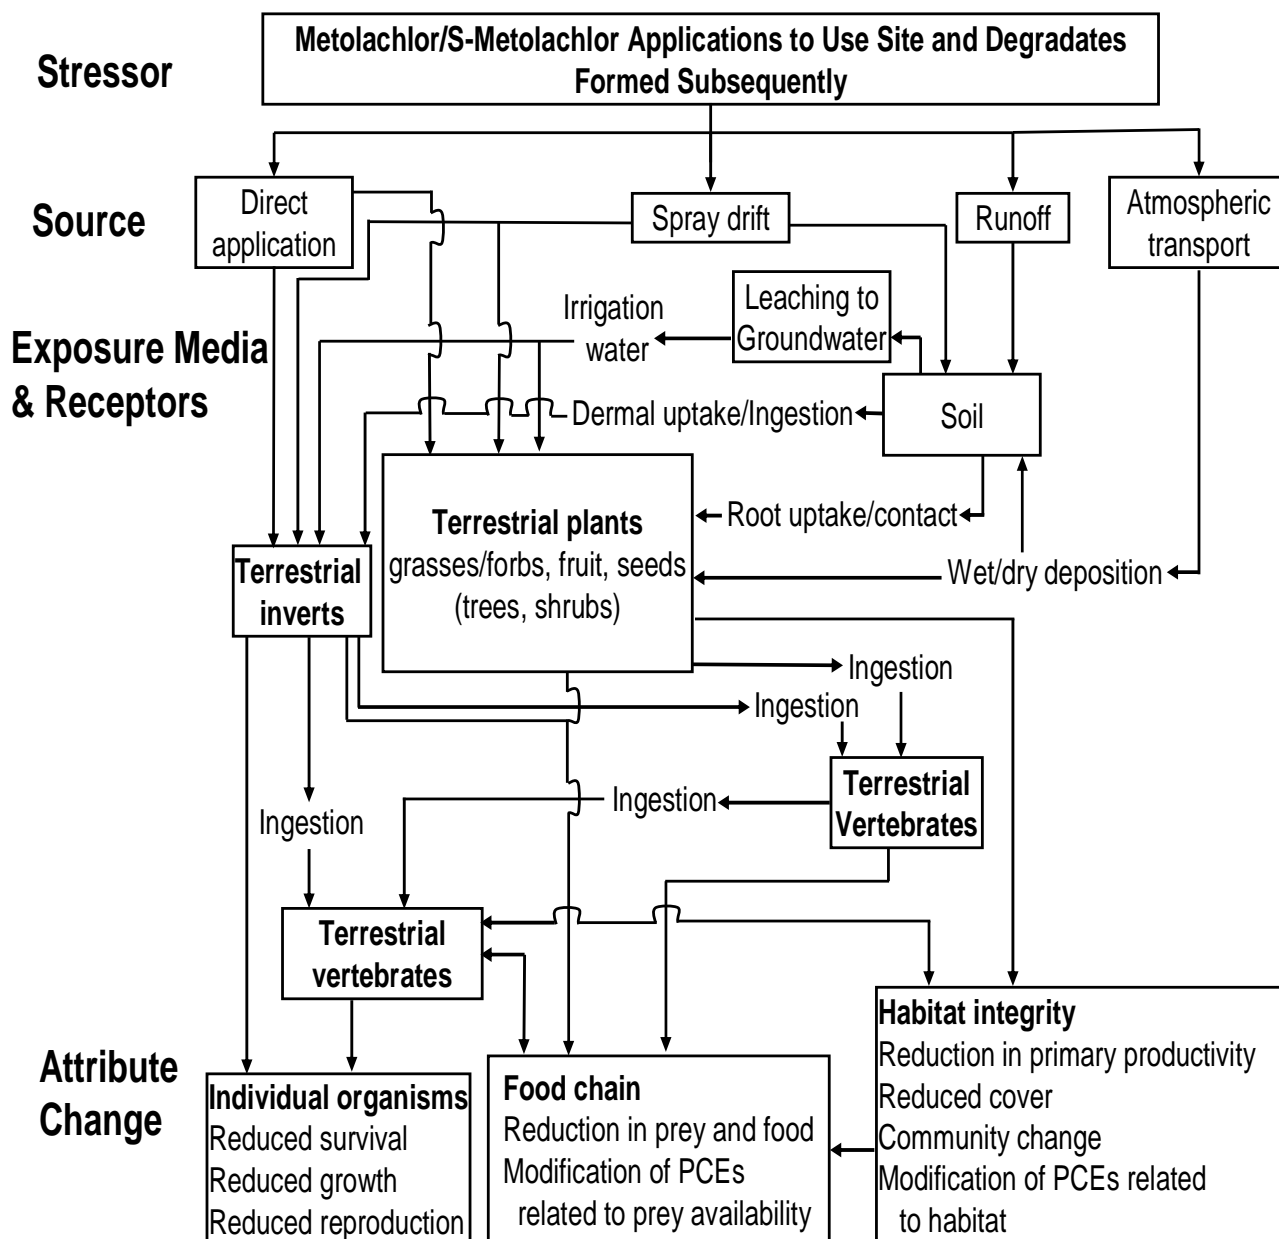 Stressor
Metolachlor/S-Metolachlor Applications to Use Site and Degradates
Formed Subsequently
Source
Direct
application
Spray drift
Runoff
Atmospheric
transport
Exposure Media
& Receptors
Irrigation
water
Leaching to
Groundwater
Dermal uptake/Ingestion
Soil
Terrestrial plants
grasses/forbs, fruit, seeds
(trees, shrubs)
Root uptake/contact
Wet/dry deposition
Terrestrial
inverts
Ingestion
Ingestion
Terrestrial
Vertebrates
Ingestion
Ingestion
Terrestrial
vertebrates
Attribute
Change
Individual organisms
Reduced survival
Reduced growth
Reduced reproduction
Food chain
Reduction in prey and food
Modification of PCEs
related to prey availability
Habitat integrity
Reduction in primary productivity
Reduced cover
Community change
Modification of PCEs related
to habitat